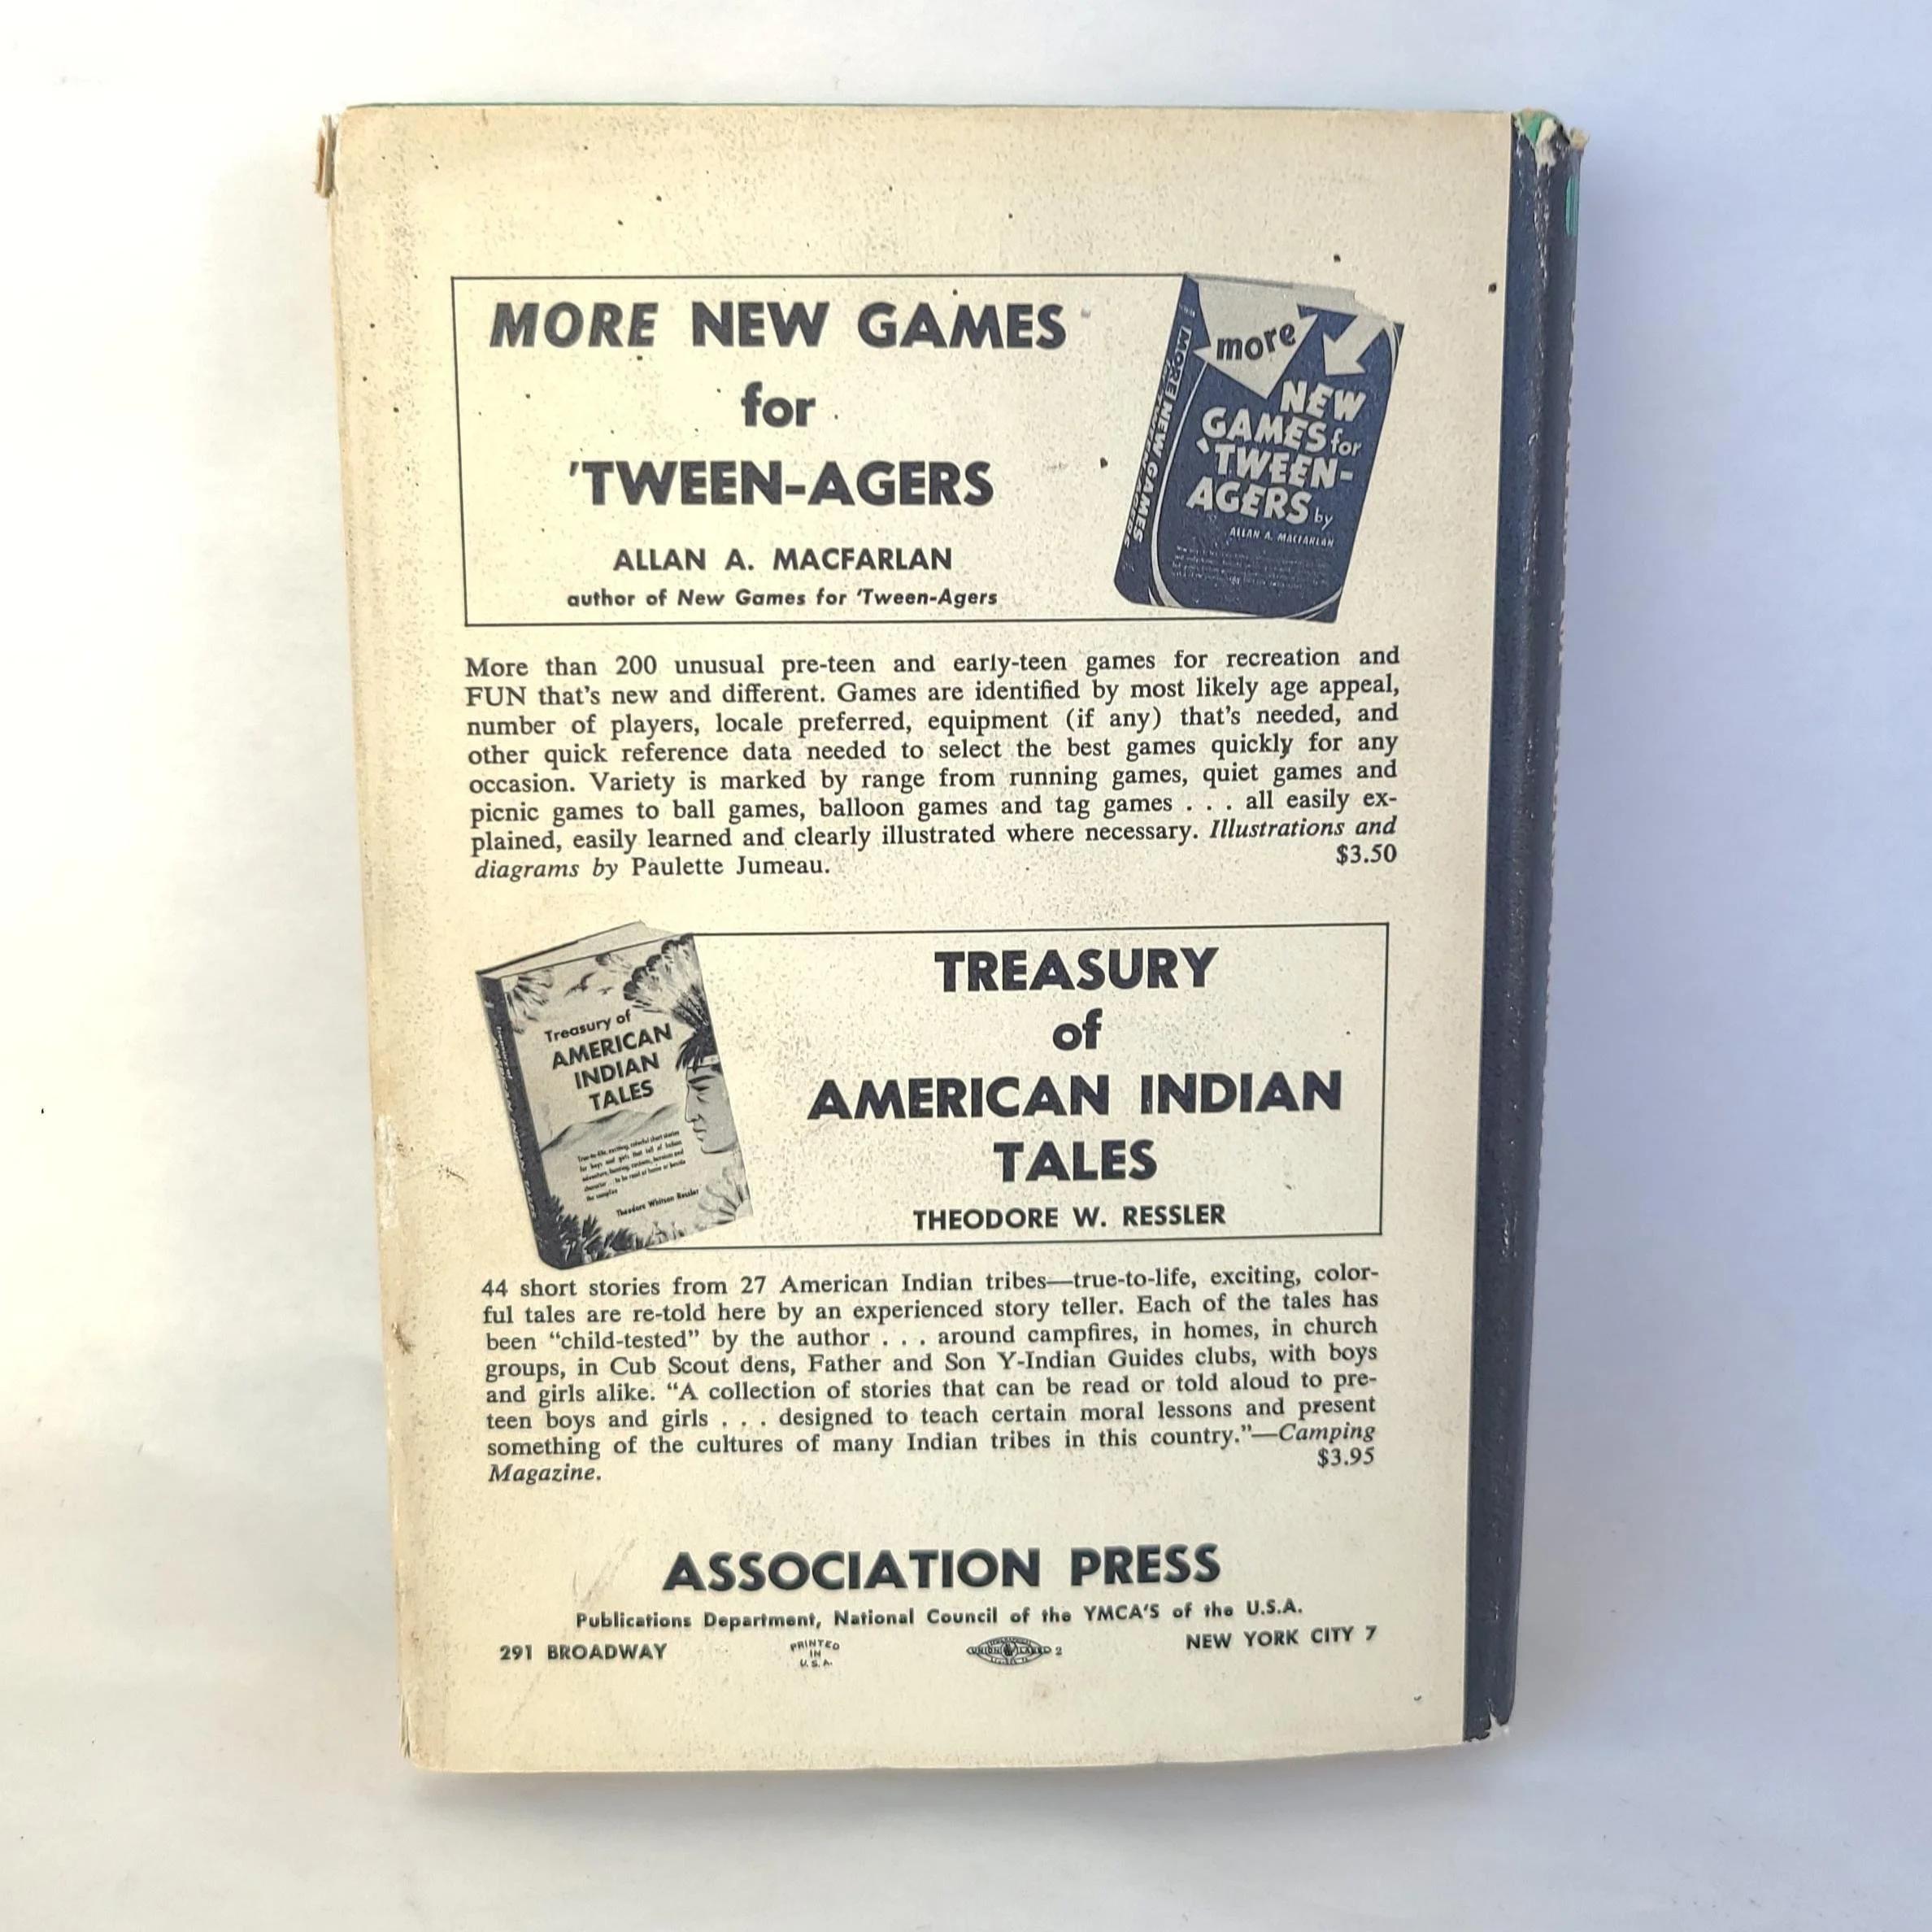 MORE NEW GAMES
for
'TWEEN-AGERS
ALLAN A. MACFARLAN
author of New Games for 'Tween-Agers
more
NEW
GAMES for
'TWEEN-
AGERS by
ALLAN A. MACFARLAN
MORE NEW GAMES
More than 200 unusual pre-teen and early-teen games for recreation and
FUN that's new and different. Games are identified by most likely age appeal,
number of players, locale preferred, equipment (if any) that's needed, and
other quick reference data needed to select the best games quickly for any
occasion. Variety is marked by range from running games, quiet games and
picnic games to ball games, balloon games and tag games . . . all easily ex-
plained, easily learned and clearly illustrated where necessary. Illustrations and
diagrams by Paulette Jumeau. $3.50
Treasury of
AMERICAN
INDIAN
TALES
Theodore Whitson Ressler
TREASURY
of
AMERICAN INDIAN
TALES
THEODORE W. RESSLER
44 short stories from 27 American Indian tribes—true-to-life, exciting, color-
ful tales are re-told here by an experienced story teller. Each of the tales has
been “child-tested” by the author . . . around campfires, in homes, in church
groups, in Cub Scout dens, Father and Son Y-Indian Guides clubs, with boys
and girls alike. “A collection of stories that can be read or told aloud to pre-
teen boys and girls . . . designed to teach certain moral lessons and present
something of the cultures of many Indian tribes in this country.”—Camping
Magazine. $3.95
ASSOCIATION PRESS
Publications Department, National Council of the YMCA'S of the U.S.A.
291 BROADWAY
PRINTED
IN
U.S.A.
UNION LABEL 2
NEW YORK CITY 7